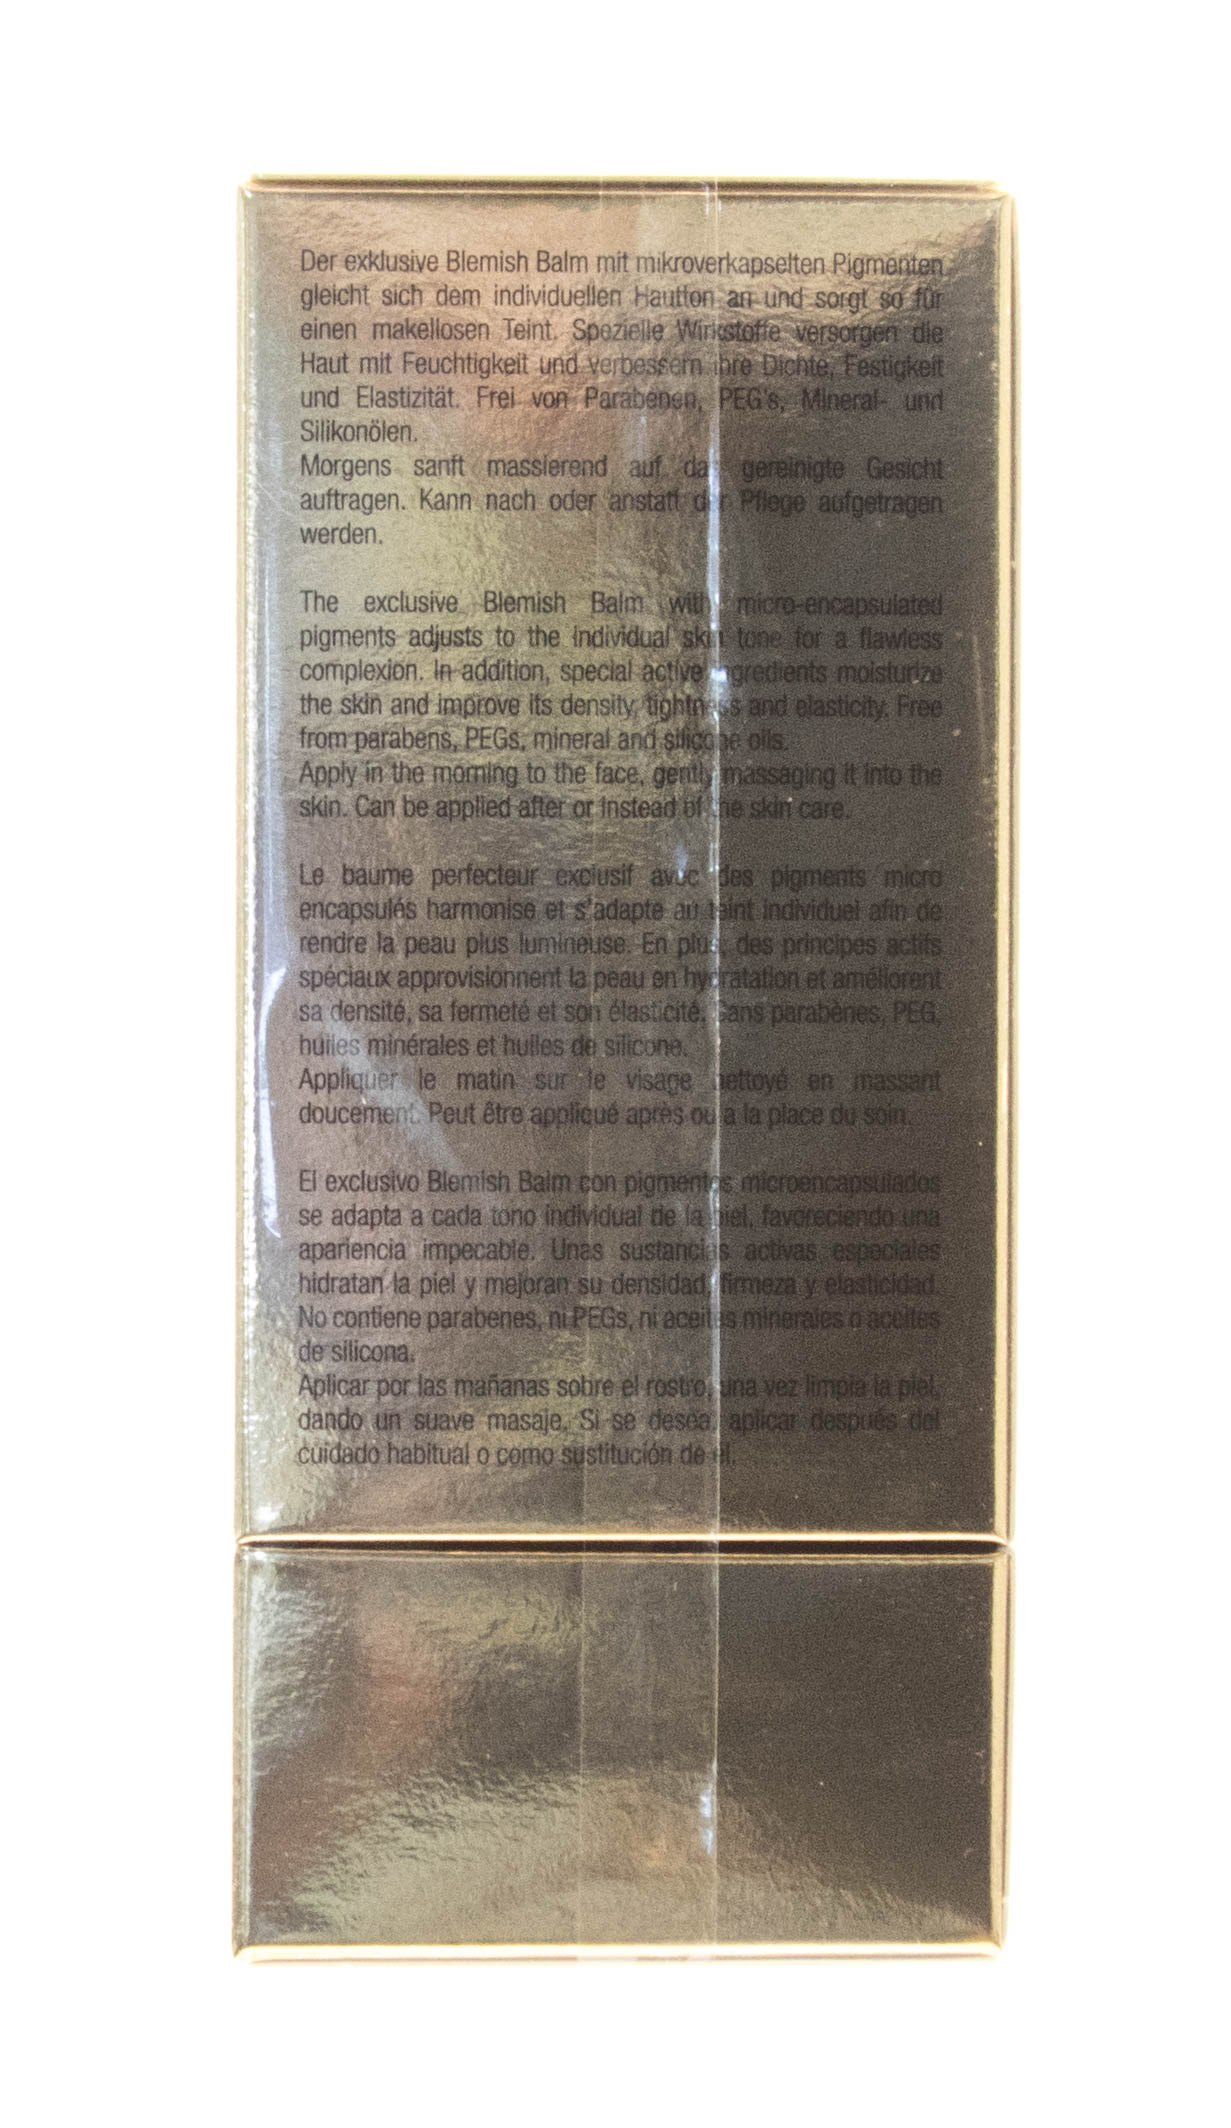 Der exklusive Blemish Balm mit mikroverkapselten Pigmenten
gleicht sich dem individuellen Hautton an und sorgt so für
einen makellosen Teint. Spezielle Wirkstoffe versorgen die
Haut mit Feuchtigkeit und verbessern ihre Dichte, Festigkeit
und Elastizität. Frei von Parabenen, PEG's, Mineral- und
Silikonölen.
Morgens sanft massierend auf das gereinigte Gesicht
auftragen. Kann nach oder anstatt der Pflege aufgetragen
werden.
The exclusive Blemish Balm with micro-encapsulated
pigments adjusts to the individual skin tone for a flawless
complexion. In addition, special active ingredients moisturize
the skin and improve its density, tightness and elasticity. Free
from parabens, PEGs, mineral and silicone oils.
Apply in the morning to the face, gently massaging it into the
skin. Can be applied after or instead of the skin care.
Le baume perfecteur exclusif avec des pigments micro
encapsulés harmonise et s'adapte au teint individuel afin de
rendre la peau plus lumineuse. En plus, des principes actifs
spéciaux approvisionnent la peau en hydratation et améliorent
sa densité, sa fermeté et son élasticité. Sans parabènes, PEG,
huiles minérales et huiles de silicone.
Appliquer le matin sur le visage nettoyé en massant
doucement. Peut être appliqué après ou a la place du soin.
El exclusivo Blemish Balm con pigmentos microencapsulados
se adapta a cada tono individual de la piel, favoreciendo una
apariencia impecable. Unas sustancias activas especiales
hidratan la piel y mejoran su densidad, firmeza y elasticidad.
No contiene parabenes, ni PEGs, ni aceites minerales o aceites
de silicona.
Aplicar por las mañanas sobre el rostro, una vez limpia la piel,
dando un suave masaje. Si se desea, aplicar después del
cuidado habitual o como sustitución de él.